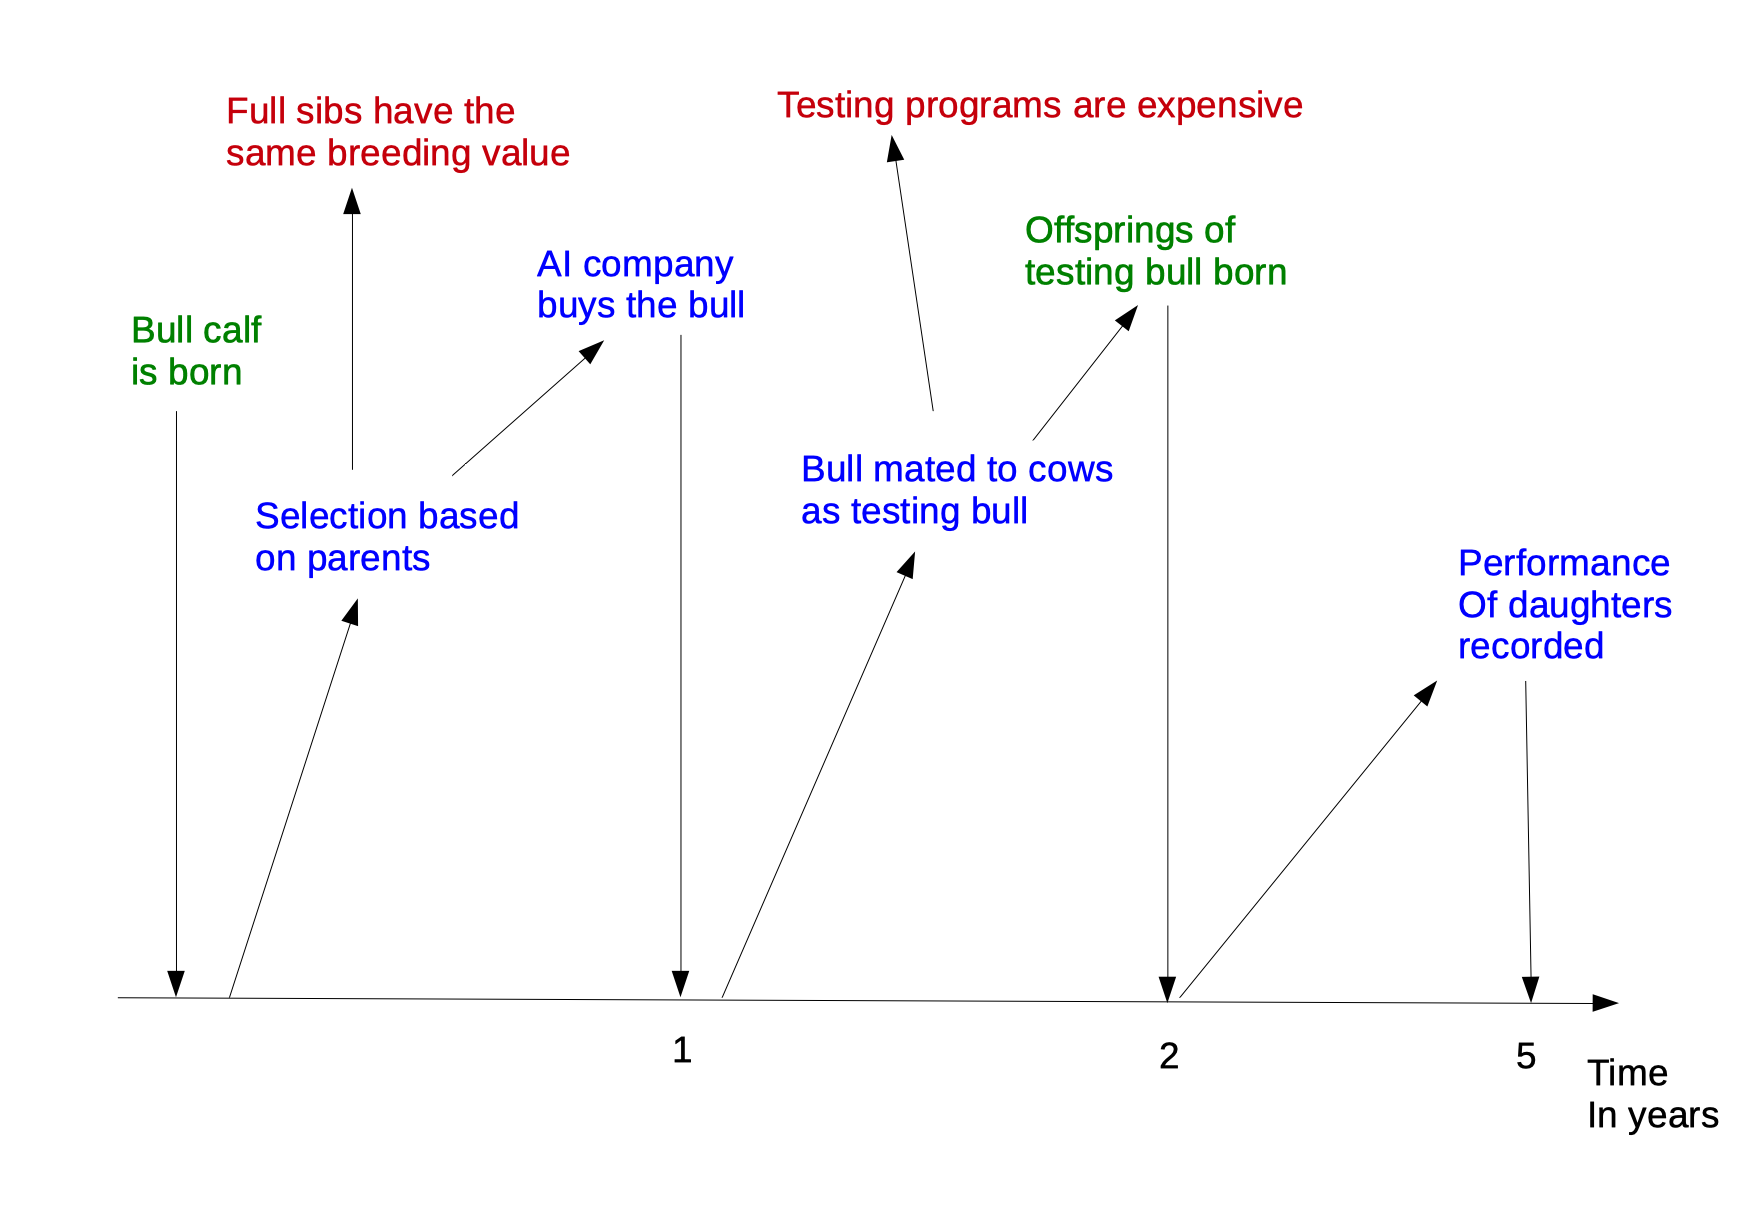 Full sibs have the
same breeding value
Testing programs are expensive
Offsprings of
testing bull born
AI company
buys the bull
Bull calf
is born
Bull mated to cows
as testing bull
Selection based
on parents
Performance
Of daughters
recorded
1
2
5
Time
In years